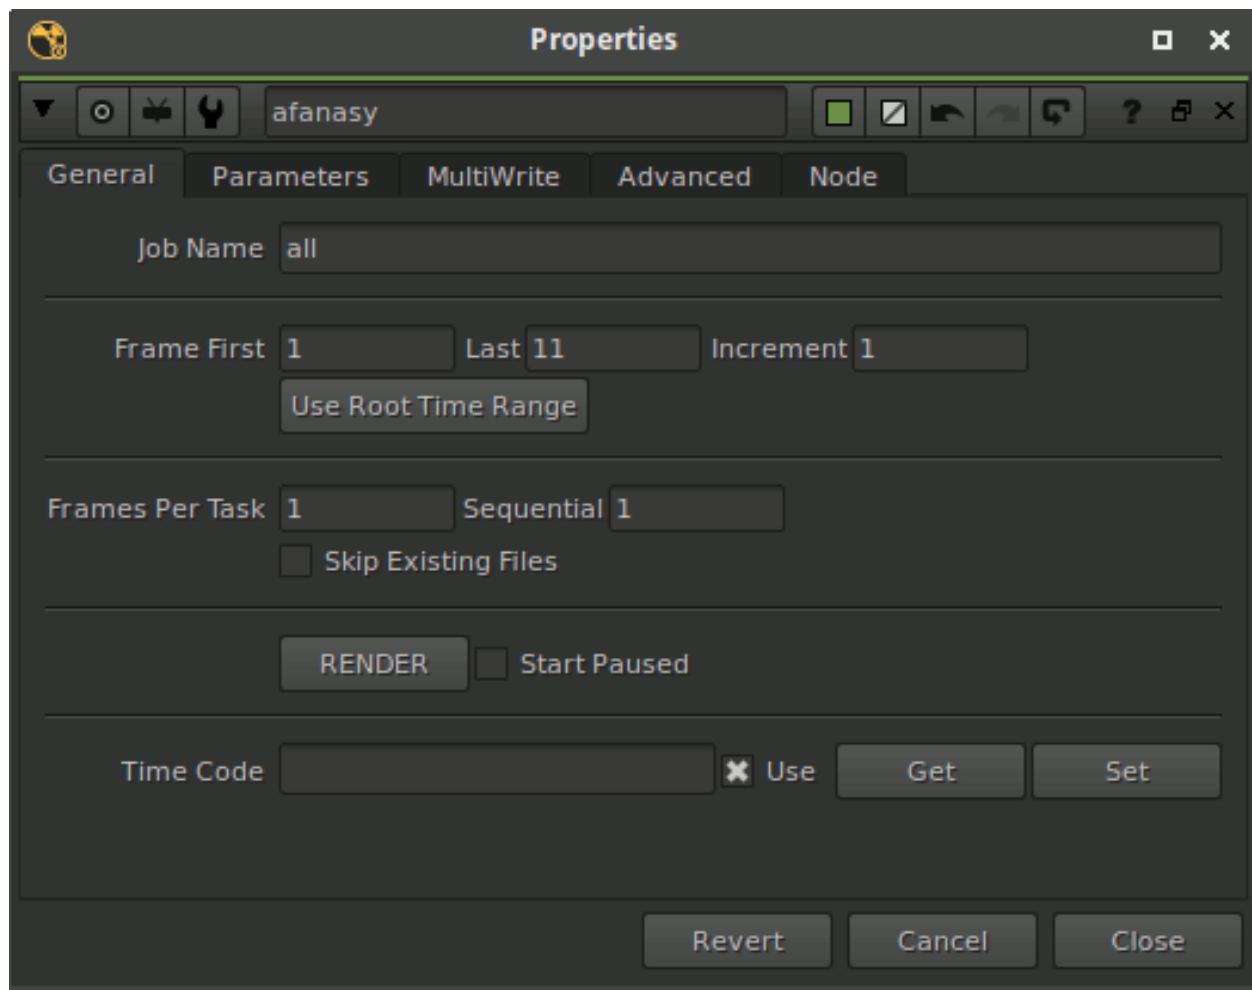 Properties
afanasy ?
General Parameters MultiWrite Advanced Node
Job Name all
Frame First 1 Last 11 Increment 1
Use Root Time Range
Frames Per Task 1 Sequential 1
Skip Existing Files
RENDER Start Paused
Time Code Use Get Set
Revert Cancel Close